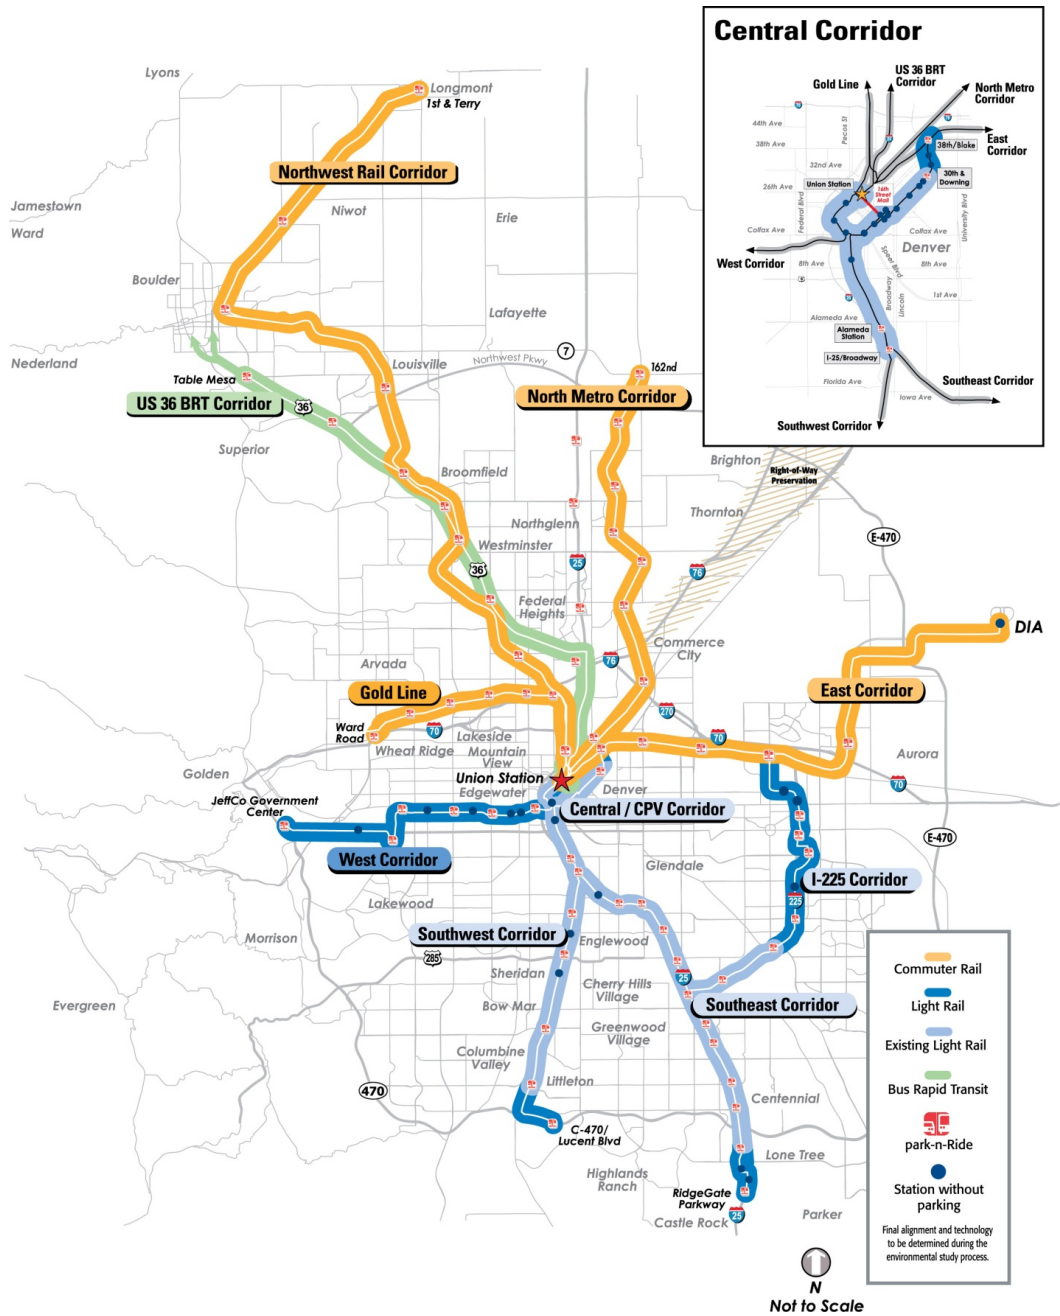 Central Corridor
Gold Line
US 36 BRT
Corridor
North Metro
Corridor
44th Ave
38th Ave
Pecos St
38th/Blake
East
Corridor
32nd Ave
Union Station
30th &
Downing
26th Ave
16th
Street
Mall
Federal Blvd
University Blvd
Colfax Ave
Colfax Ave
Denver
West Corridor
8th Ave
Speer Blvd
8th Ave
Broadway
Lincoln
1st Ave
Alameda Ave
Alameda
Station
I-25/Broadway
Florida Ave
Southeast Corridor
Iowa Ave
Southwest Corridor
Lyons
Longmont
1st & Terry
Northwest Rail Corridor
Jamestown
Niwot
Erie
Ward
Boulder
Lafayette
Nederland
Louisville
Northwest Pkwy
7
162nd
Table Mesa
North Metro Corridor
US 36 BRT Corridor
36
Superior
Broomfield
Brighton
Right-of-Way
Preservation
Thornton
Northglenn
E-470
Westminster
25
36
76
Federal
Heights
DIA
Commerce
City
Arvada
76
Gold Line
East Corridor
270
Ward
Road
70
Lakeside
70
Wheat Ridge
Mountain
View
Aurora
Golden
Union Station
70
Edgewater
Denver
JeffCo Government
Center
Central / CPV Corridor
E-470
West Corridor
Glendale
I-225 Corridor
Lakewood
225
Southwest Corridor
Morrison
Englewood
285
Sheridan
25
Cherry Hills
Village
Evergreen
Bow Mar
Southeast Corridor
Greenwood
Village
Columbine
Valley
Littleton
470
Centennial
C-470/
Lucent Blvd
Lone Tree
Highlands
Ranch
RidgeGate
Parkway
25
Castle Rock
Parker
Commuter Rail
Light Rail
Existing Light Rail
Bus Rapid Transit
park-n-Ride
Station without
parking
Final alignment and technology
to be determined during the
environmental study process.
N
Not to Scale